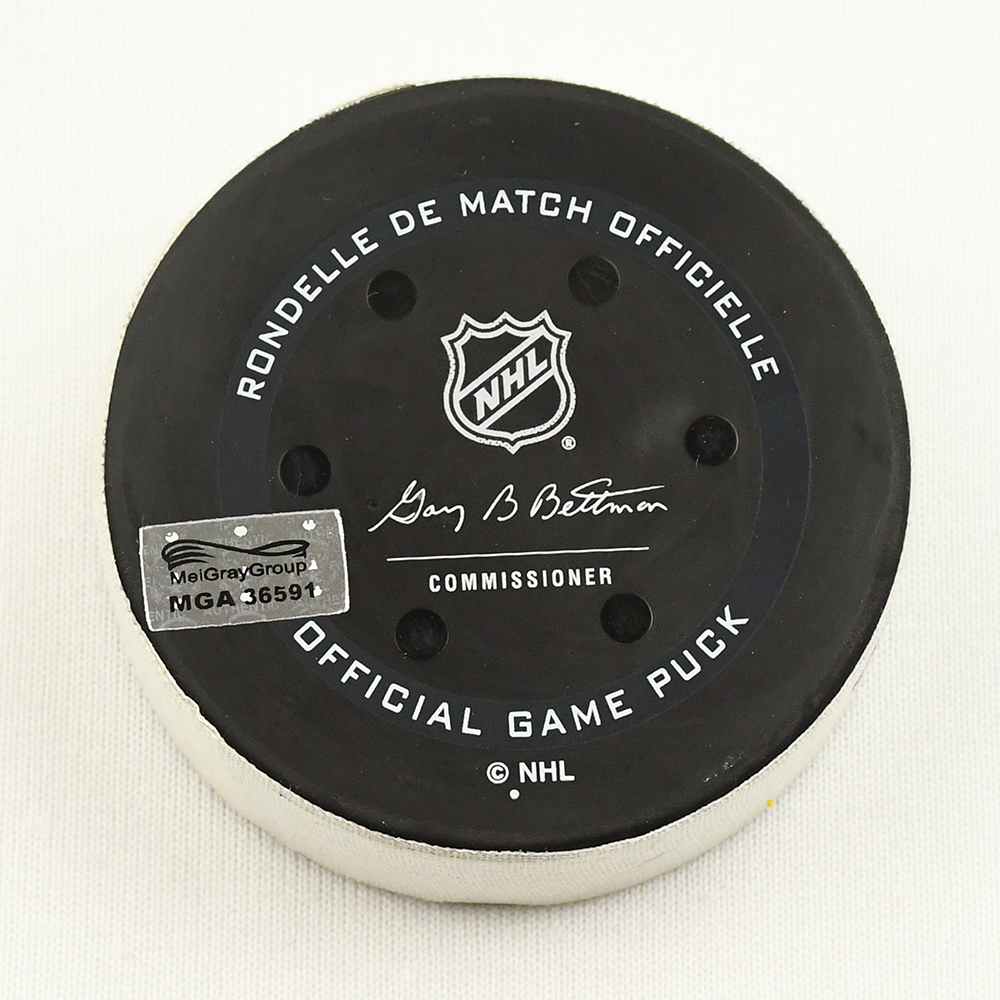 RONDELLE DE MATCH OFFICIELLE
NHL
®
Gary B Bettman
COMMISSIONER
MeiGrayGroup
MGA 36591
OFFICIAL GAME PUCK
© NHL